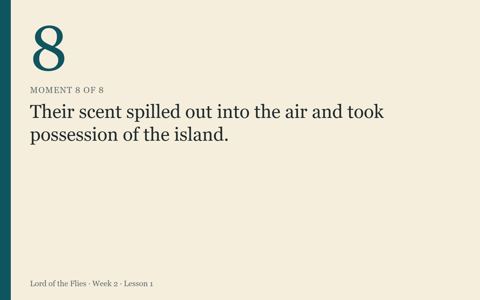 8
MOMENT 8 OF 8
Their scent spilled out into the air and took
possession of the island.
Lord of the Flies · Week 2 · Lesson 1